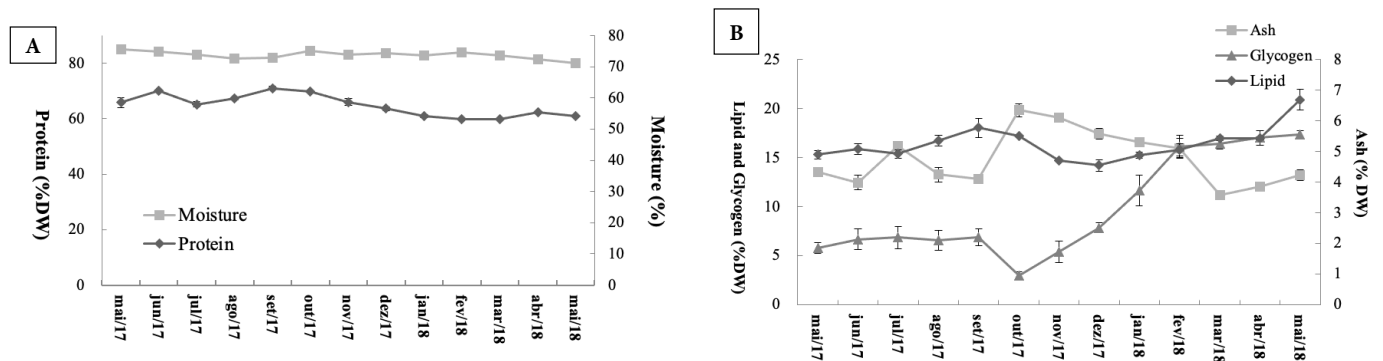 A
80
60
40
20
0
Protein (%DW)
Moisture
Protein
80
70
60
50
40
30
20
10
0
Moisture (%)
mai/17
jun/17
jul/17
ago/17
set/17
out/17
nov/17
dez/17
jan/18
fev/18
mar/18
abr/18
mai/18
B
Ash
Glycogen
Lipid
25
20
15
10
5
0
Lipid and Glycogen (%DW)
8
7
6
5
4
3
2
1
0
Ash (% DW)
mai/17
jun/17
jul/17
ago/17
set/17
out/17
nov/17
dez/17
jan/18
fev/18
mar/18
abr/18
mai/18